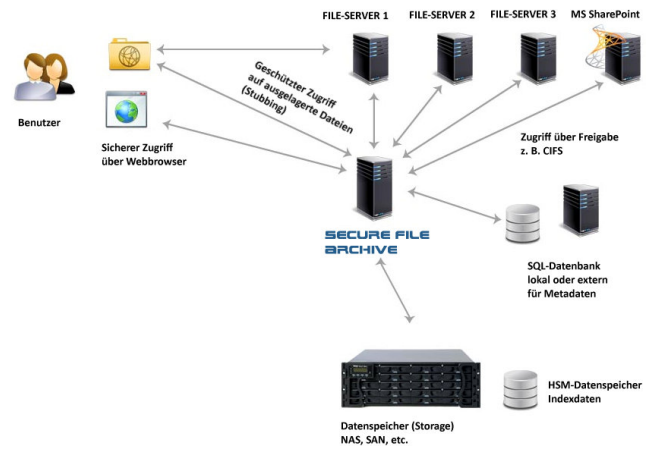 FILE-SERVER 1
FILE-SERVER 2
FILE-SERVER 3
MS SharePoint
Benutzer
Geschützter Zugriff
auf ausgelagerte Dateien
(Stubbing)
Sicherer Zugriff
über Webbrowser
Zugriff über Freigabe
z. B. CIFS
SECURE FILE
ARCHIVE
SQL-Datenbank
lokal oder extern
für Metadaten
HSM-Datenspeicher
Indexdaten
Datenspeicher (Storage)
NAS, SAN, etc.